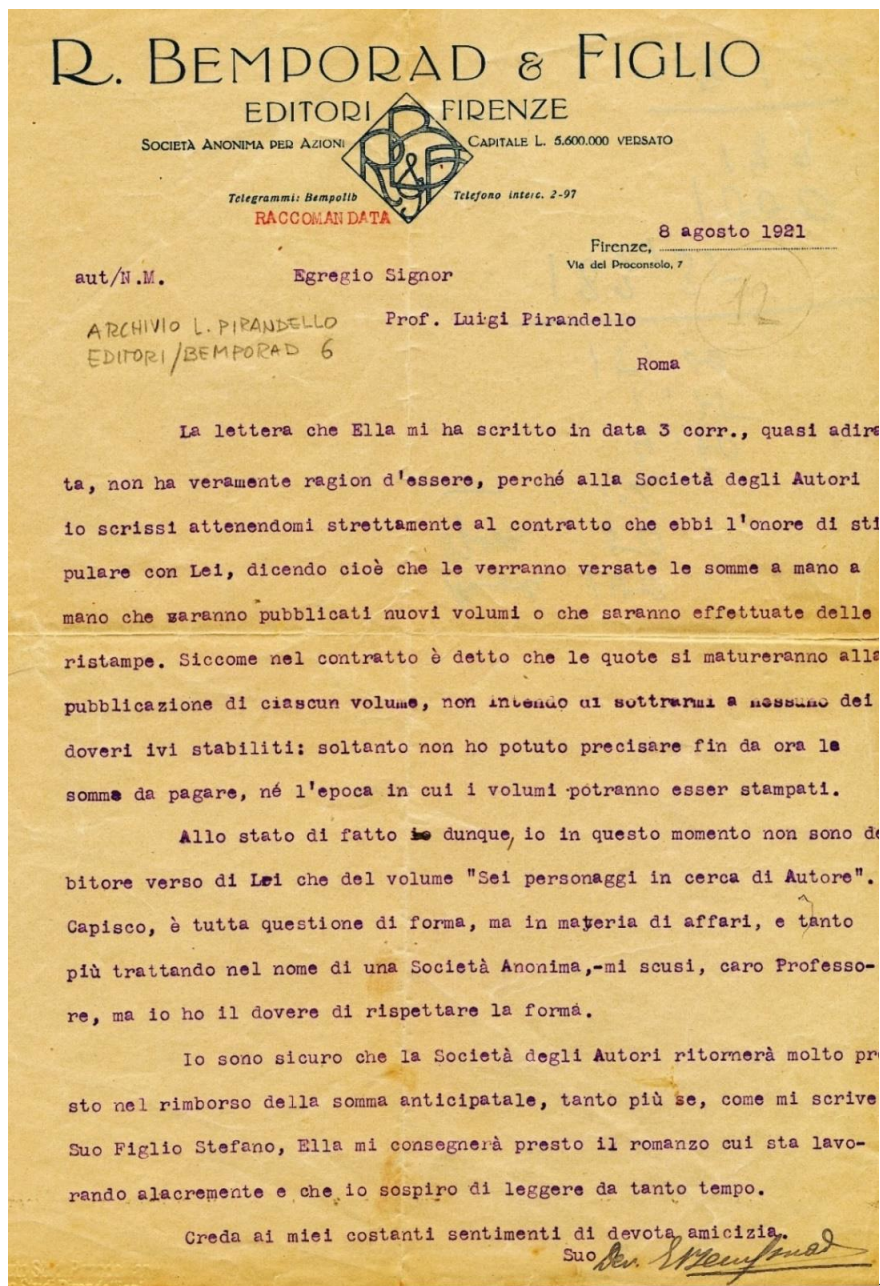 R. BEMPORAD & FIGLIO
EDITORI FIRENZE
SOCIETÀ ANONIMA PER AZIONI CAPITALE L. 5.600.000 VERSATO
Telegrammi: Bempolib Telefono interc. 2-97
RACCOMANDATA
Firenze, 8 agosto 1921
Via del Proconsolo, 7
aut/N.M. Egregio Signor
12
Prof. Luigi Pirandello
ARCHIVIO L. PIRANDELLO
EDITORI/BEMPORAD 6
Roma
La lettera che Ella mi ha scritto in data 3 corr., quasi adira
ta, non ha veramente ragion d'essere, perché alla Società degli Autori
io scrissi attenendomi strettamente al contratto che ebbi l'onore di sti
pulare con Lei, dicendo cioè che le verranno versate le somme a mano a
mano che saranno pubblicati nuovi volumi o che saranno effettuate delle
ristampe. Siccome nel contratto è detto che le quote si matureranno alla
pubblicazione di ciascun volume, non intendo di sottrarmi a nessuno dei
doveri ivi stabiliti: soltanto non ho potuto precisare fin da ora le
somme da pagare, né l'epoca in cui i volumi potranno esser stampati.
Allo stato di fatto dunque, io in questo momento non sono de
bitore verso di Lei che del volume "Sei personaggi in cerca di Autore".
Capisco, è tutta questione di forma, ma in materia di affari, e tanto
più trattando nel nome di una Società Anonima,-mi scusi, caro Professo-
re, ma io ho il dovere di rispettare la forma.
Io sono sicuro che la Società degli Autori ritornerà molto pre
sto nel rimborso della somma anticipatale, tanto più se, come mi scrive
Suo Figlio Stefano, Ella mi consegnerà presto il romanzo cui sta lavo-
rando alacremente e che io sospiro di leggere da tanto tempo.
Creda ai miei costanti sentimenti di devota amicizia.
Suo Dev. EBemporad